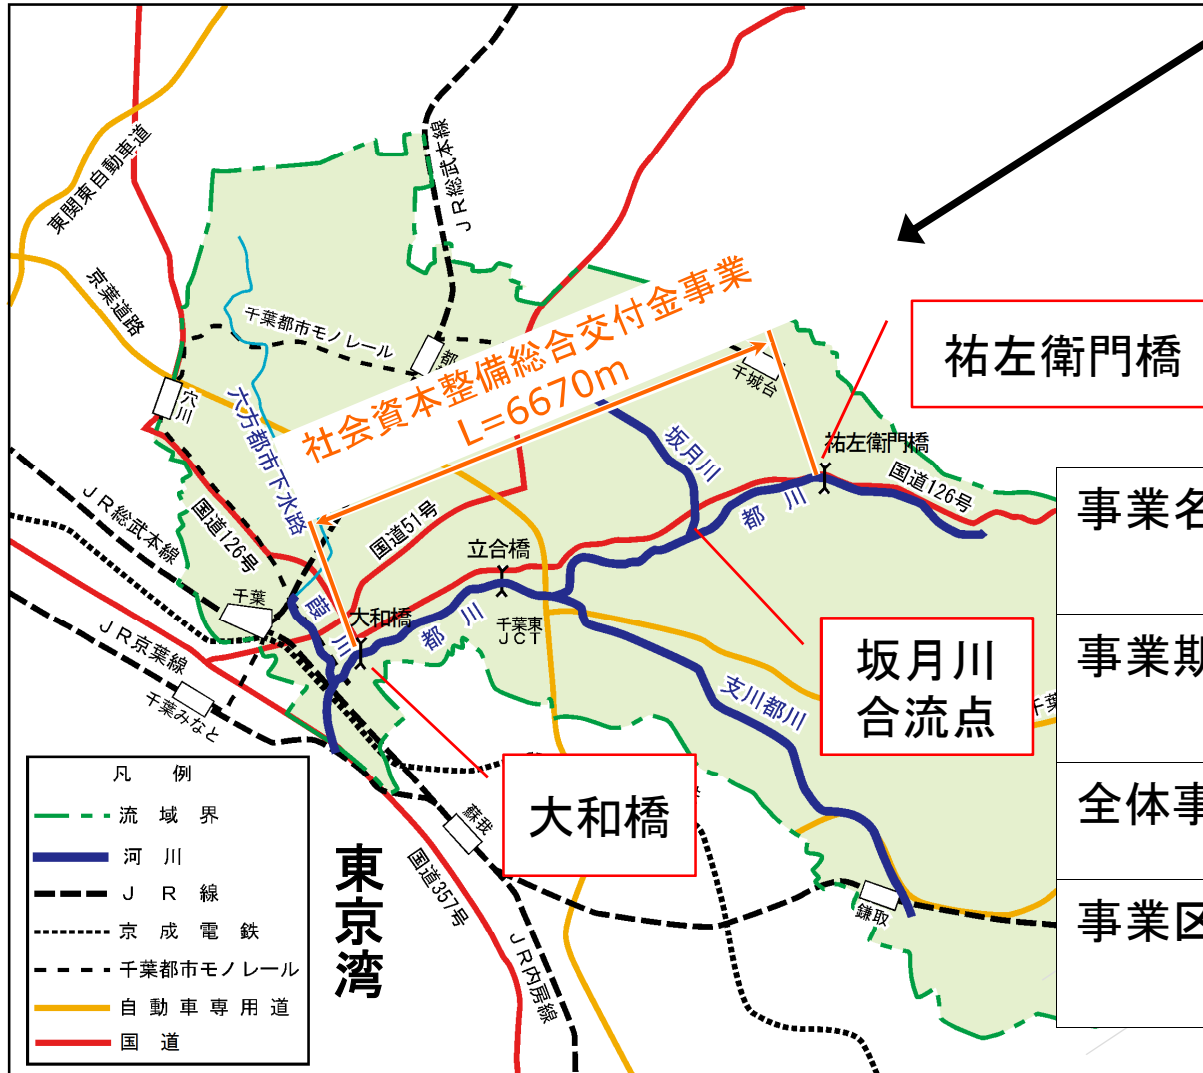 東関東自動車道
京葉道路
JR総武本線
千葉都市モノレール
穴川
都
六方都市下水路
社会資本整備総合交付金事業
L=6670m
千城台
祐左衛門橋
祐左衛門橋
坂月川
国道126号
都川
国道51号
立合橋
JR総武本線
国道126号
千葉
葭川
大和橋
都川
千葉東
JCT
JR京葉線
千葉みなと
支川都川
坂月川
合流点
大和橋
蘇我
国道357号
JR内房線
鎌取
千葉
東京湾
凡例
流域界
河川
JR線
京成電鉄
千葉都市モノレール
自動車専用道
国道
事業名
事業期
全体事
事業区